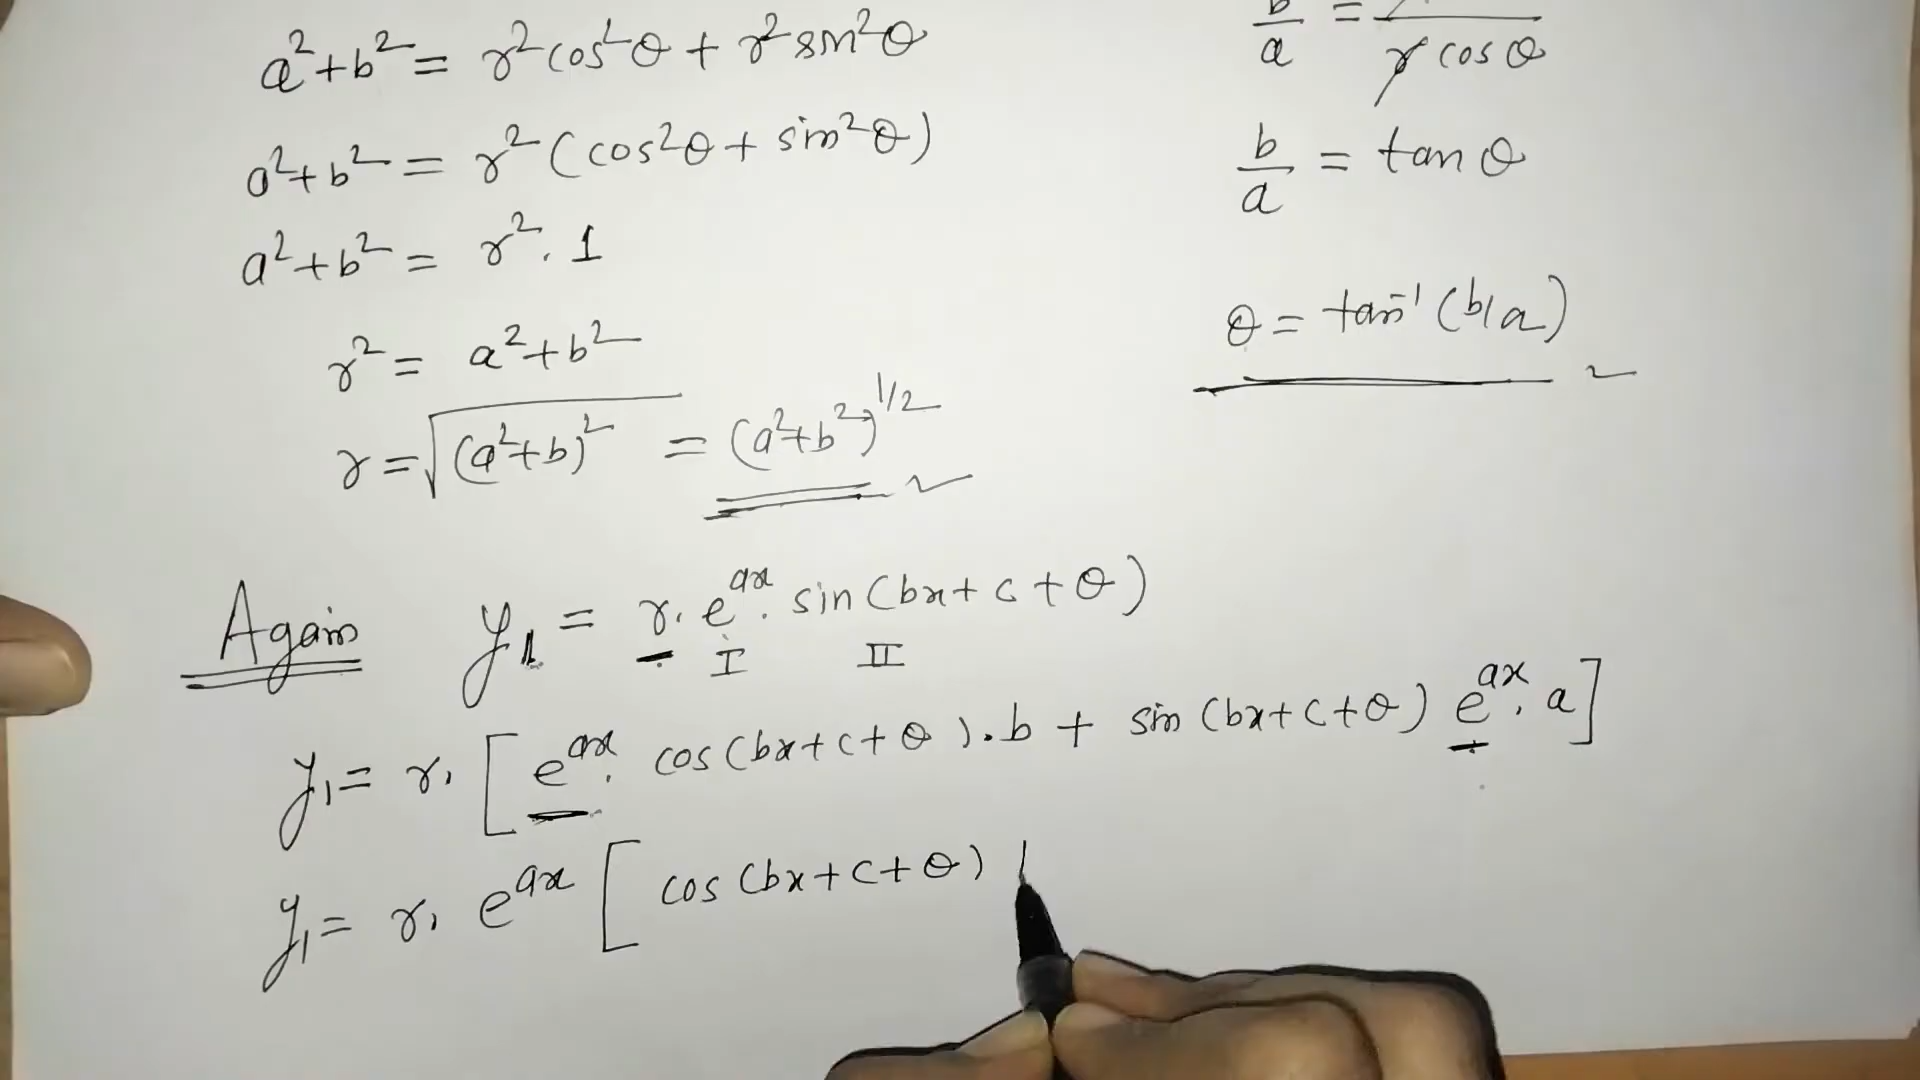 a²+b² = r²cos²θ + r²sin²θ
a²+b² = r²(cos²θ + sin²θ)
a²+b² = r². 1
r² = a²+b²
r = √(a²+b)² = (a²+b²)^1/2
b/a = /r cosθ
b/a = tanθ
θ = tan⁻¹(b/a)
Again y₁ = r. e^ax. sin(bx+c+θ)
I II
y₁ = r. [e^ax. cos(bx+c+θ).b + sin(bx+c+θ) e^ax. a]
y₁ = r. e^ax [cos(bx+c+θ)